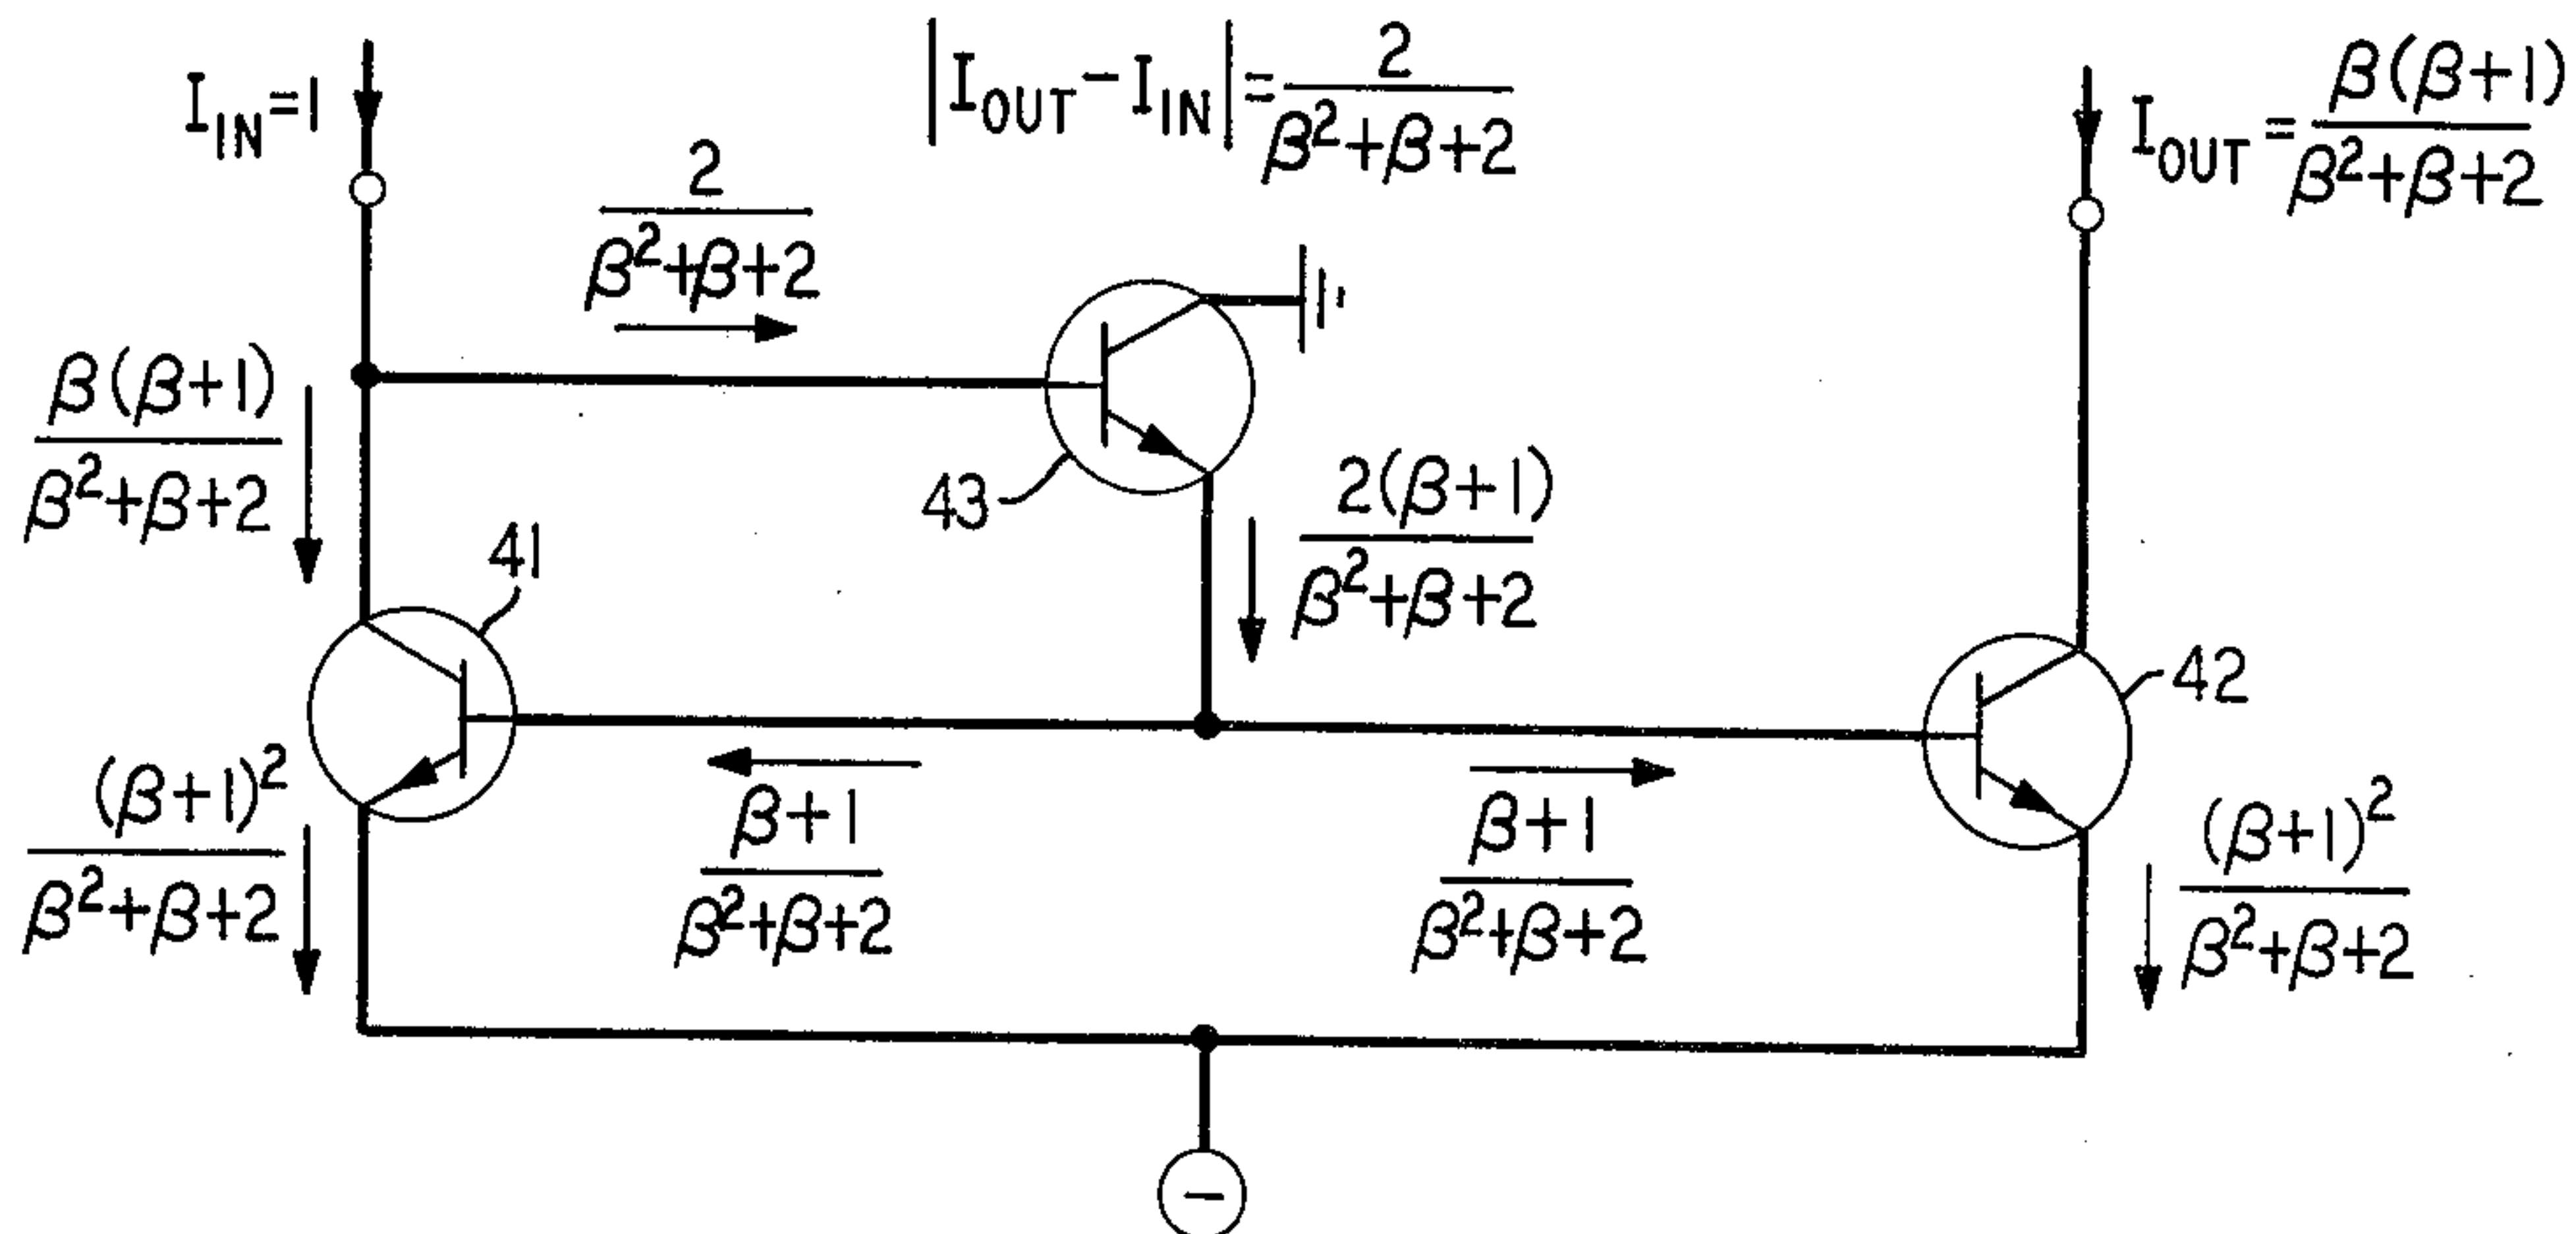 I_IN = 1
|I_OUT − I_IN| = 2/(β²+β+2)
I_OUT = β(β+1)/(β²+β+2)
2/(β²+β+2)
β(β+1)/(β²+β+2)
43
2(β+1)/(β²+β+2)
41
42
(β+1)²/(β²+β+2)
(β+1)/(β²+β+2)
(β+1)/(β²+β+2)
(β+1)²/(β²+β+2)
−